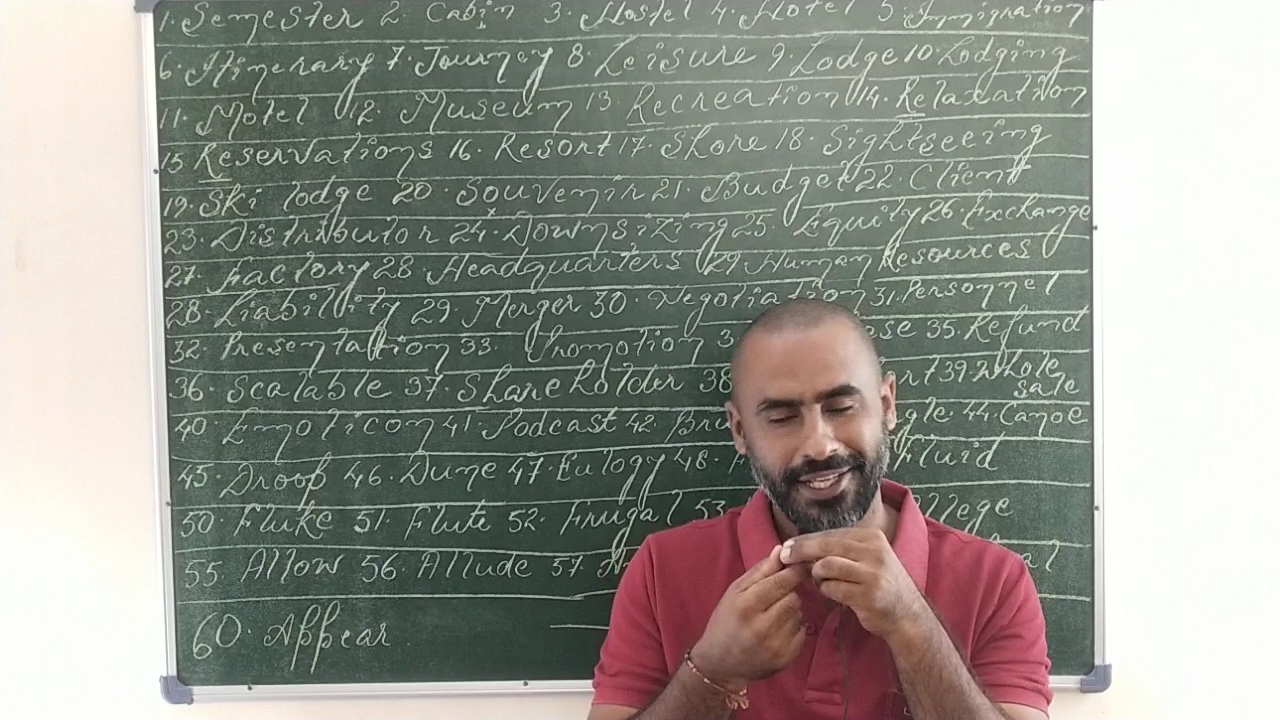 1. Semester 2. Cabin 3. Hostel 4. Hotel 5. Immigration
6. Itinerary 7. Journey 8. Leisure 9. Lodge 10. Lodging
11. Motel 12. Museum 13. Recreation 14. Relaxation
15 Reservations 16. Resort 17. Shore 18. Sightseeing
19. Ski lodge 20. Souvenir 21. Budget 22. Client
23. Distributor 24. Downsizing 25. Equity 26. Exchange
27. Factory 28. Headquarters 29. Human Resources
28. Liability 29. Merger 30. Negotiation 31. Personnel
32. Presentation 33. Promotion 35. Refund
36. Scalable 37. Shareholder 38 39. Whole
sale
40. Emoticon 41. Podcast 42. 44. Canoe
45. Droop 46. Dune 47. Eulogy 48. Fluid
50. Fluke 51. Flute 52. Frugal 53
55. Allow 56. Allude 57.
60. Appear